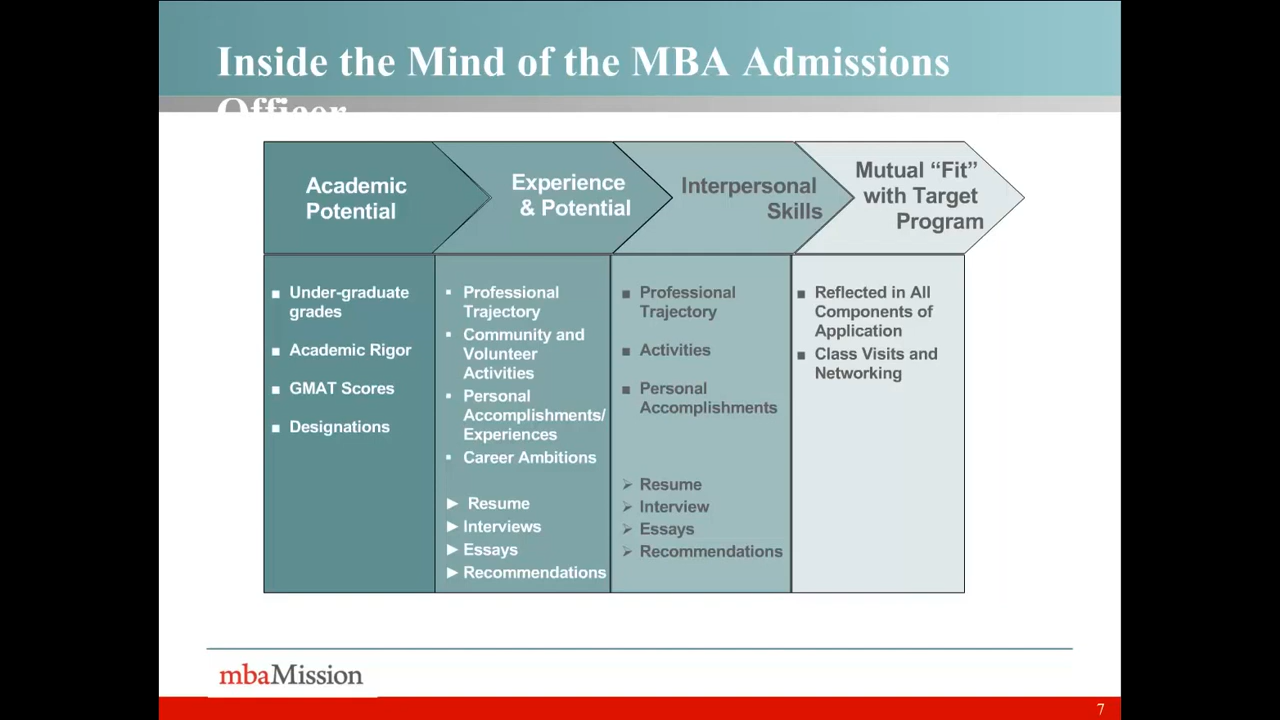 Inside the Mind of the MBA Admissions
Officer
Academic
Potential
Experience
& Potential
Interpersonal
Skills
Mutual “Fit”
with Target
Program
■ Under-graduate
grades
■ Academic Rigor
■ GMAT Scores
■ Designations
▪ Professional
Trajectory
▪ Community and
Volunteer
Activities
▪ Personal
Accomplishments/
Experiences
▪ Career Ambitions
► Resume
► Interviews
► Essays
► Recommendations
■ Professional
Trajectory
■ Activities
■ Personal
Accomplishments
➢ Resume
➢ Interview
➢ Essays
➢ Recommendations
■ Reflected in All
Components of
Application
■ Class Visits and
Networking
mbaMission
7